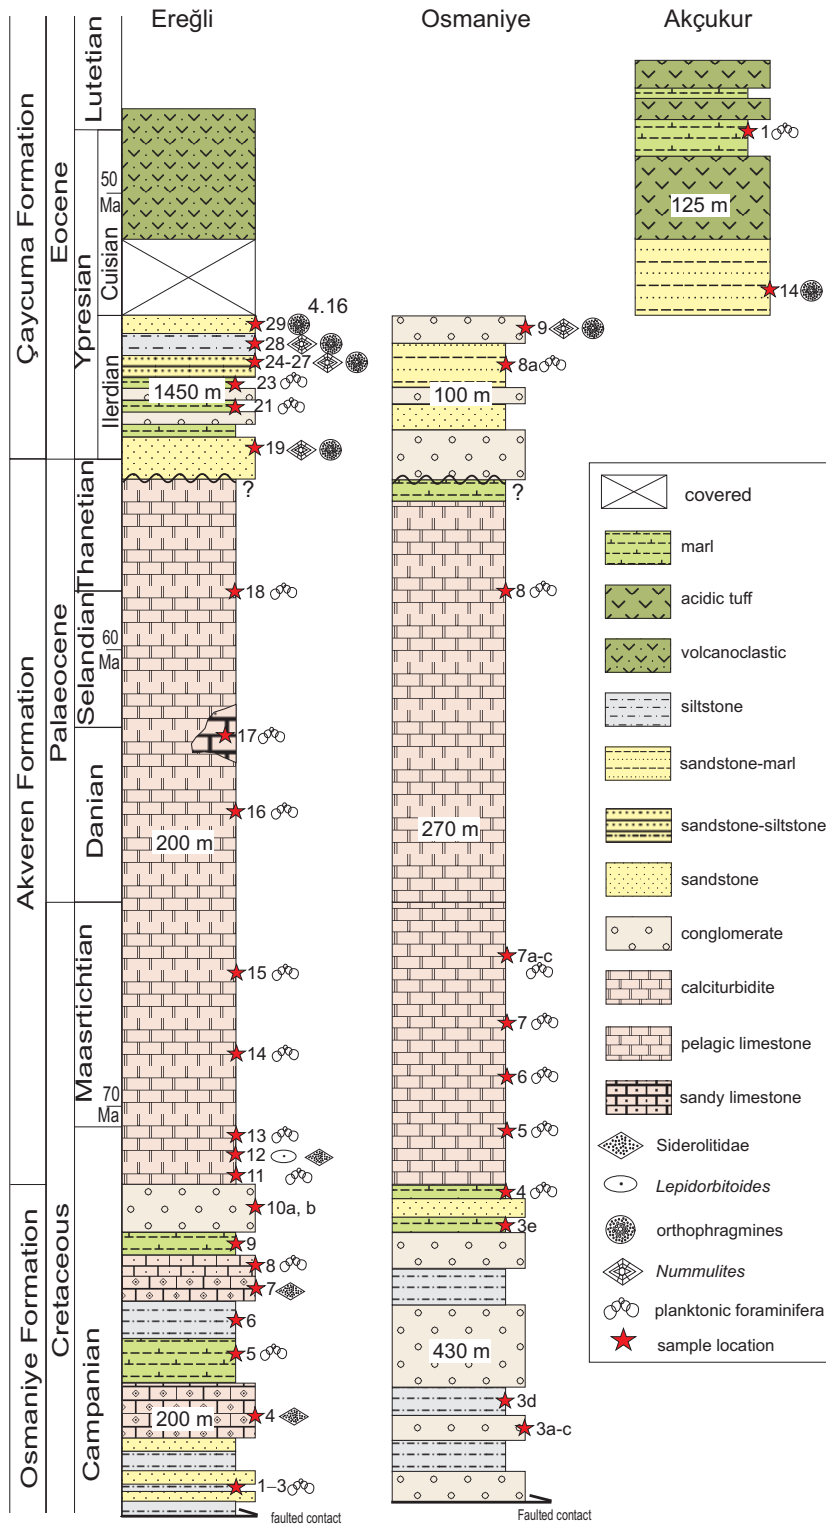 Ereğli
Osmaniye
Akçukur
Çaycuma Formation
Akveren Formation
Osmaniye Formation
Eocene
Palaeocene
Cretaceous
Lutetian
Ypresian
Cuisian
Ilerdian
Thanetian
Selandian
Danian
Maasrtichtian
Campanian
50
Ma
60
Ma
70
Ma
4.16
29
28
24-27
23
1450 m
21
19
?
18
17
16
200 m
15
14
13
12
11
10a, b
9
8
7
6
5
4
200 m
1–3
faulted contact
9
8a
100 m
?
8
270 m
7a-c
7
6
5
4
3e
430 m
3d
3a-c
Faulted contact
1
125 m
14
covered
marl
acidic tuff
volcanoclastic
siltstone
sandstone-marl
sandstone-siltstone
sandstone
conglomerate
calciturbidite
pelagic limestone
sandy limestone
Siderolitidae
Lepidorbitoides
orthophragmines
Nummulites
planktonic foraminifera
sample location